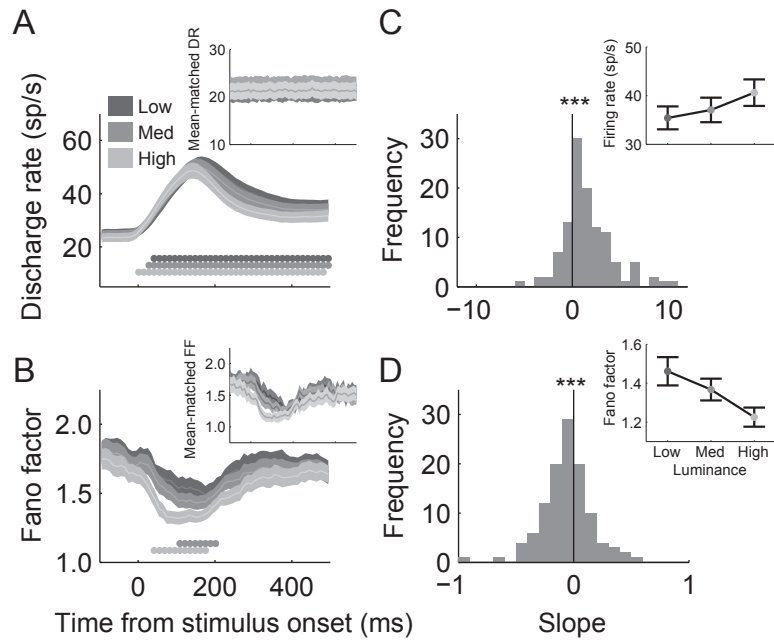 A
Discharge rate (sp/s)
60
40
20
Low
Med
High
Mean-matched DR
30
20
10
C
Frequency
30
20
10
0
−10
0
10
***
Firing rate (sp/s)
50
40
30
B
Fano factor
2.0
1.5
1.0
0
200
400
Time from stimulus onset (ms)
Mean-matched FF
2.0
1.5
1.0
D
Frequency
30
20
10
0
−1
0
1
Slope
***
Fano factor
1.6
1.4
1.2
Low
Med
High
Luminance